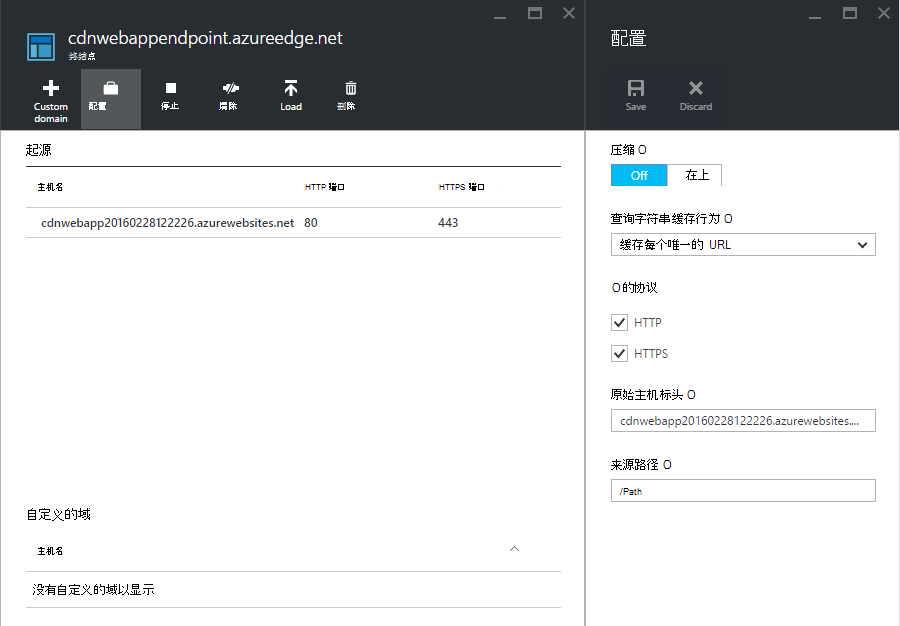 cdnwebappendpoint.azureedge.net
终结点
Custom domain
配置
停止
清除
Load
删除
起源
主机名 HTTP 端口 HTTPS 端口
cdnwebapp20160228122226.azurewebsites.net 80 443
自定义的域
主机名
没有自定义的域以显示
配置
Save
Discard
压缩 O
Off 在上
查询字符串缓存行为 O
缓存每个唯一的 URL
O的协议
HTTP
HTTPS
原始主机标头 O
cdnwebapp20160228122226.azurewebsites....
来源路径 O
/Path